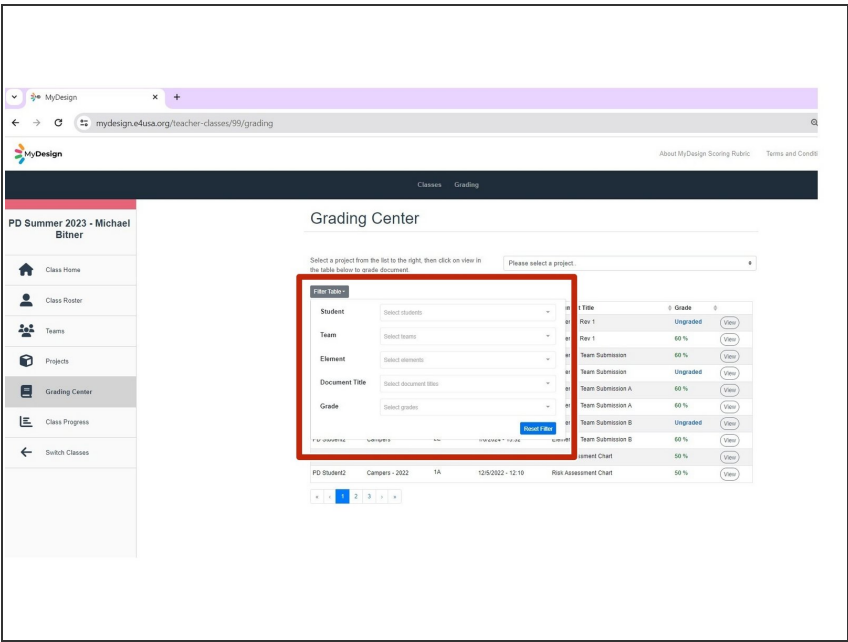 MyDesign
mydesign.e4usa.org/teacher-classes/99/grading
MyDesign
About MyDesign Scoring Rubric Terms and Conditi
Classes Grading
PD Summer 2023 - Michael
Bitner
Class Home
Class Roster
Teams
Projects
Grading Center
Class Progress
Switch Classes
Grading Center
Select a project from the list to the right, then click on view in
the table below to grade document.
Please select a project.
Filter Table
Student Select students
Team Select teams
Element Select elements
Document Title Select document titles
Grade Select grades
Reset Filter
t Title Grade
Rev 1 Ungraded View
Rev 1 60 % View
Team Submission 60 % View
Team Submission Ungraded View
Team Submission A 60 % View
Team Submission A 60 % View
Team Submission B Ungraded View
PD Student2 Campers Team Submission B 60 % View
ssment Chart 50 % View
PD Student2 Campers - 2022 1A 12/5/2022 - 12:10 Risk Assessment Chart 50 % View
« ‹ 1 2 3 › »